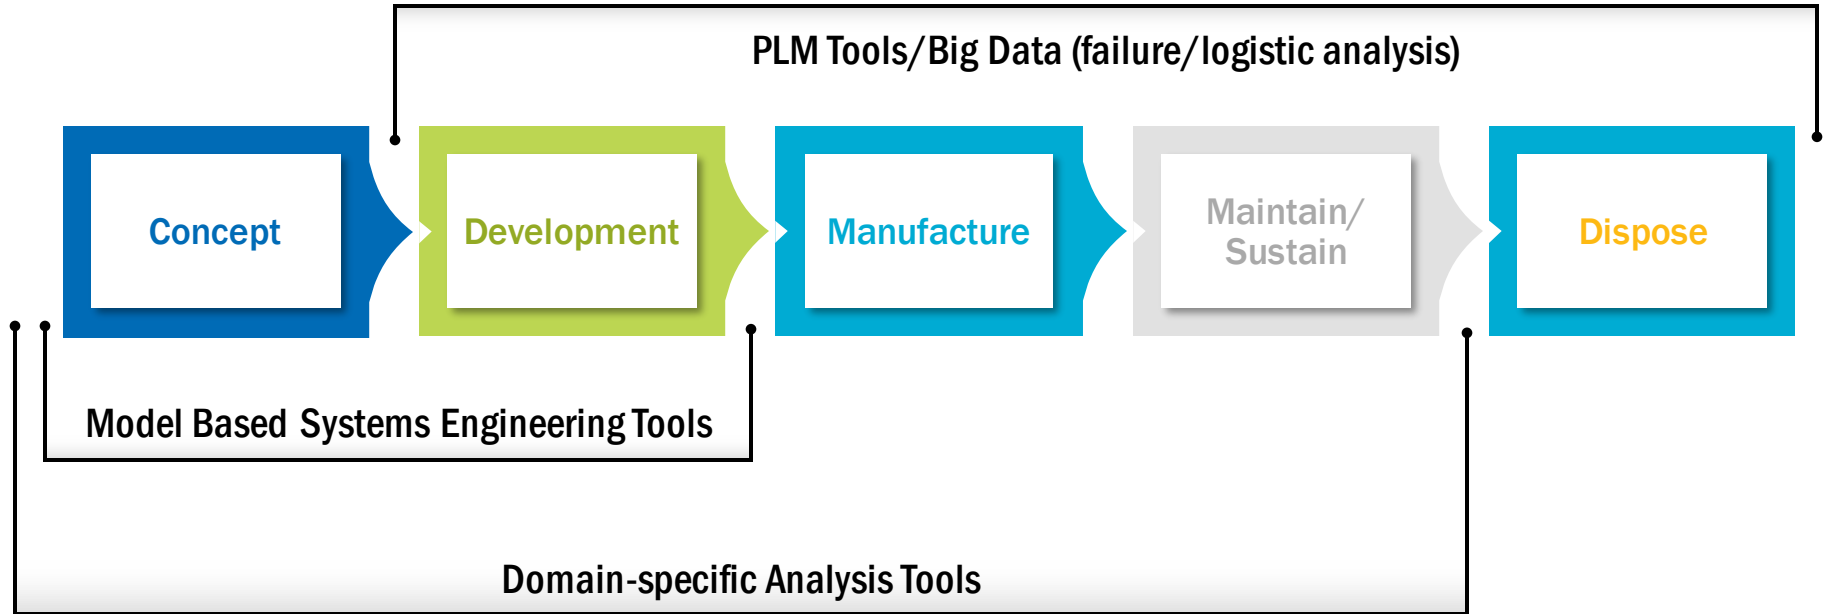 PLM Tools/Big Data (failure/logistic analysis)
Concept
Development
Manufacture
Maintain/
Sustain
Dispose
Model Based Systems Engineering Tools
Domain-specific Analysis Tools